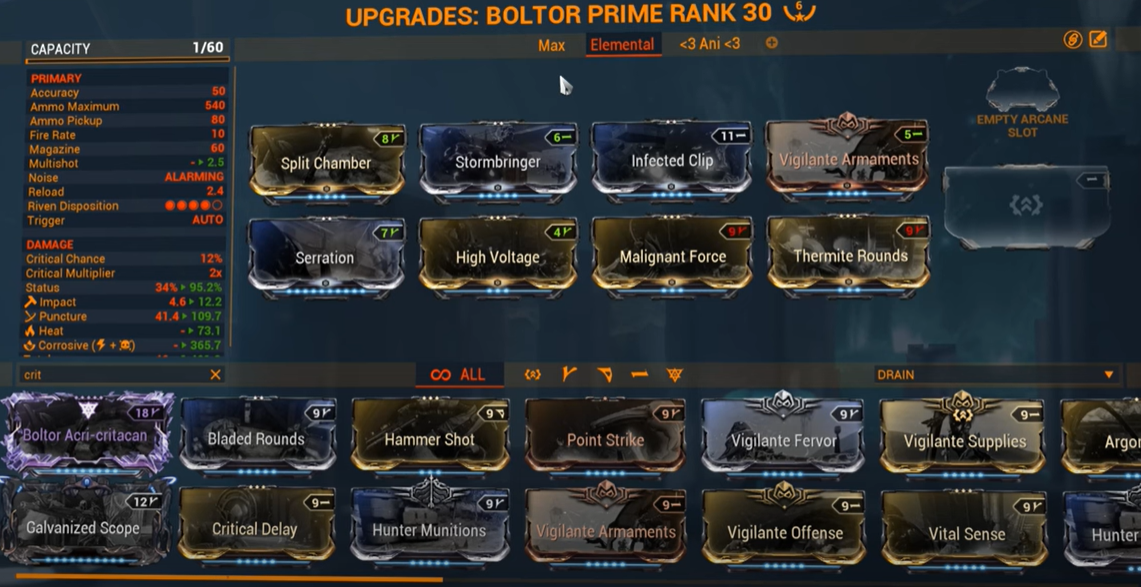 UPGRADES: BOLTOR PRIME RANK 30 6
CAPACITY 1/60
Max Elemental <3 Ani <3
PRIMARY
Accuracy 50
Ammo Maximum 540
Ammo Pickup 80
Fire Rate 10
Magazine 60
Multishot - 2.5
Noise ALARMING
Reload 2.4
Riven Disposition
Trigger AUTO
DAMAGE
Critical Chance 12%
Critical Multiplier 2x
Status 34% 95.2%
Impact 4.6 12.2
Puncture 41.4 109.7
Heat - 73.1
Corrosive ( + ) - 365.7
8
Split Chamber
6
Stormbringer
11
Infected Clip
5
Vigilante Armaments
EMPTY ARCANE
SLOT
7
Serration
4
High Voltage
9
Malignant Force
9
Thermite Rounds
crit
ALL
DRAIN
18
Boltor Acri-critacan
9
Bladed Rounds
9
Hammer Shot
9
Point Strike
9
Vigilante Fervor
9
Vigilante Supplies
Argon
12
Galvanized Scope
9
Critical Delay
9
Hunter Munitions
9
Vigilante Armaments
9
Vigilante Offense
9
Vital Sense
Hunter